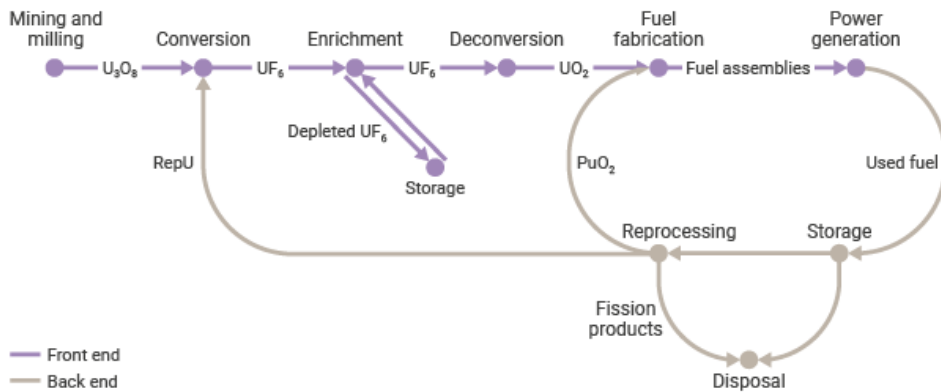 Mining and
milling
Conversion
Enrichment
Deconversion
Fuel
fabrication
Power
generation
U₃O₈
UF₆
UF₆
UO₂
Fuel assemblies
Depleted UF₆
Storage
RepU
PuO₂
Used fuel
Reprocessing
Storage
Fission
products
Disposal
Front end
Back end